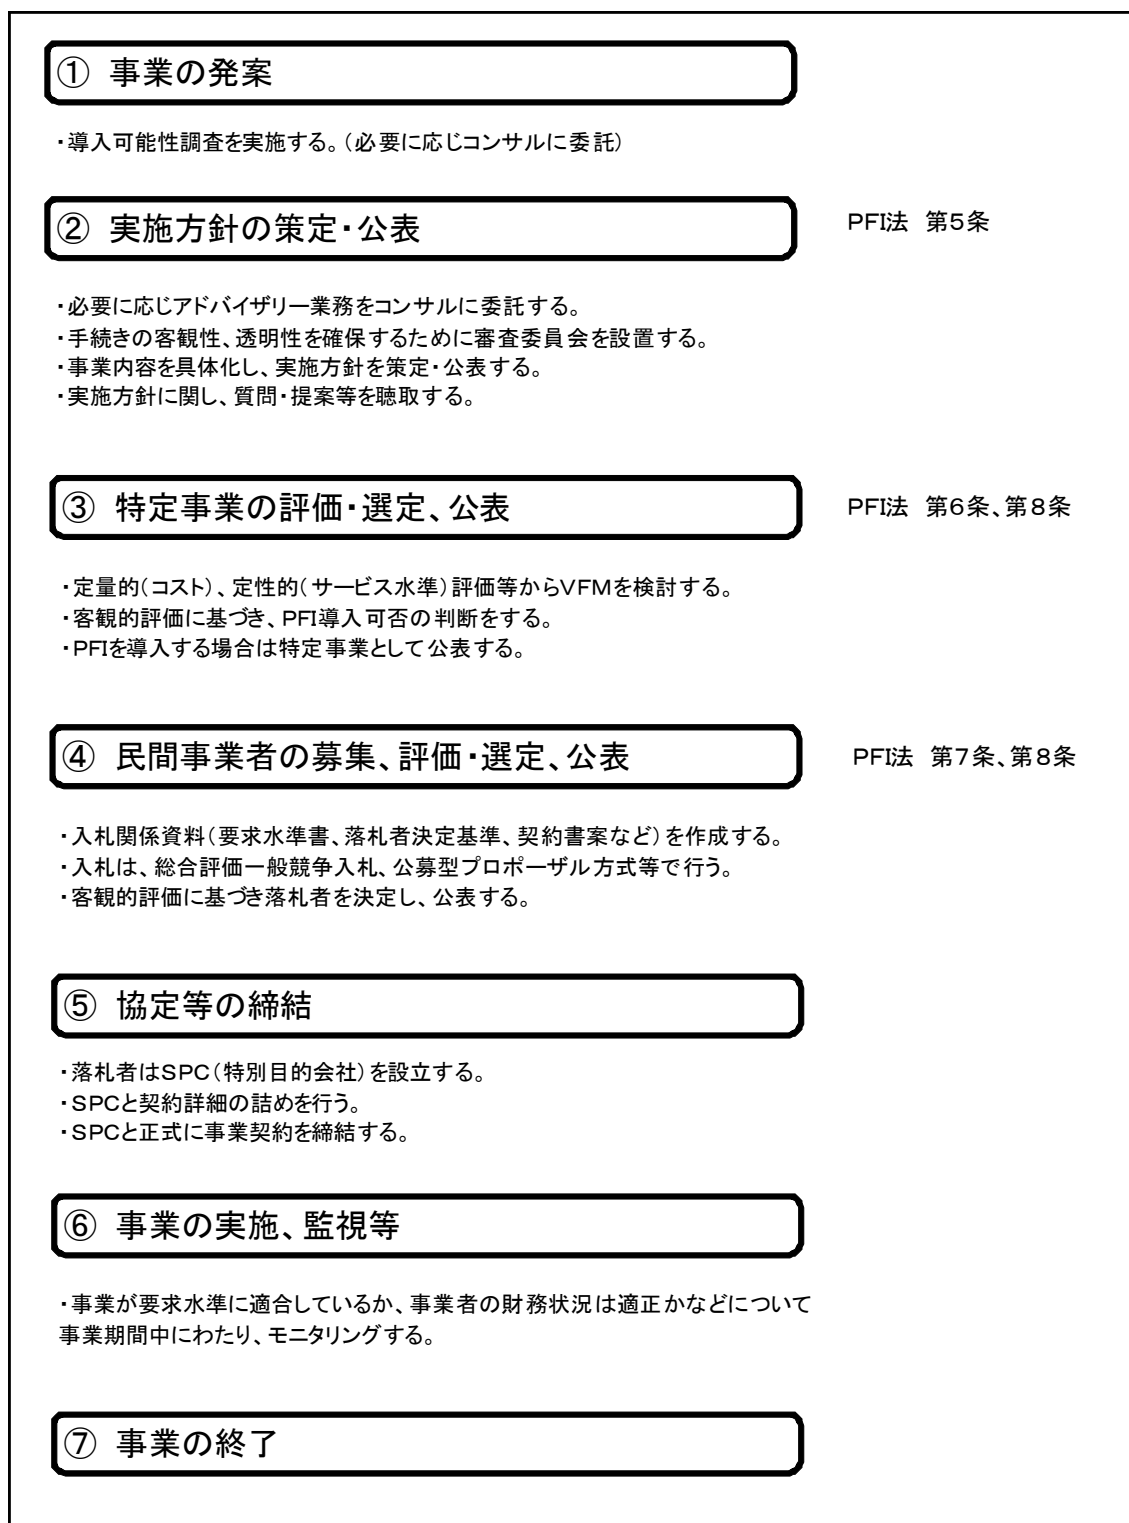 ① 事業の発案
・導入可能性調査を実施する。(必要に応じコンサルに委託)
② 実施方針の策定・公表
PFI法 第5条
・必要に応じアドバイザリー業務をコンサルに委託する。
・手続きの客観性、透明性を確保するために審査委員会を設置する。
・事業内容を具体化し、実施方針を策定・公表する。
・実施方針に関し、質問・提案等を聴取する。
③ 特定事業の評価・選定、公表
PFI法 第6条、第8条
・定量的(コスト)、定性的(サービス水準)評価等からVFMを検討する。
・客観的評価に基づき、PFI導入可否の判断をする。
・PFIを導入する場合は特定事業として公表する。
④ 民間事業者の募集、評価・選定、公表
PFI法 第7条、第8条
・入札関係資料(要求水準書、落札者決定基準、契約書案など)を作成する。
・入札は、総合評価一般競争入札、公募型プロポーザル方式等で行う。
・客観的評価に基づき落札者を決定し、公表する。
⑤ 協定等の締結
・落札者はSPC(特別目的会社)を設立する。
・SPCと契約詳細の詰めを行う。
・SPCと正式に事業契約を締結する。
⑥ 事業の実施、監視等
・事業が要求水準に適合しているか、事業者の財務状況は適正かなどについて
事業期間中にわたり、モニタリングする。
⑦ 事業の終了